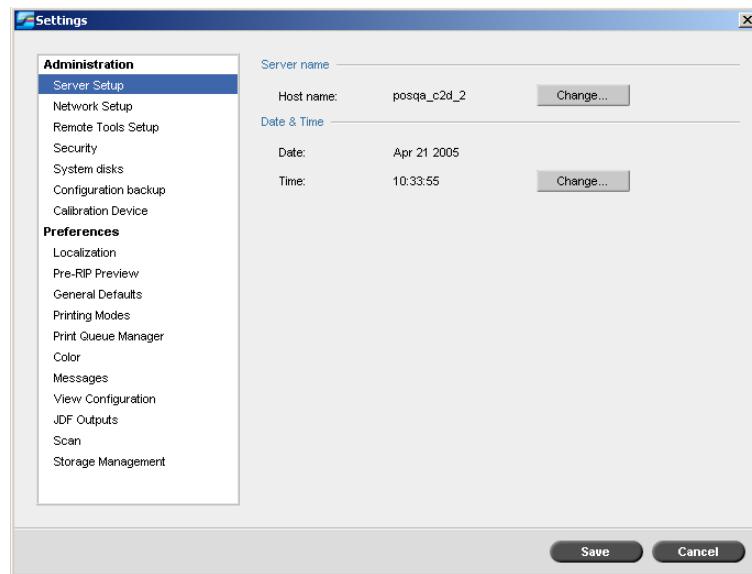 Settings
Administration
Server Setup
Network Setup
Remote Tools Setup
Security
System disks
Configuration backup
Calibration Device
Preferences
Localization
Pre-RIP Preview
General Defaults
Printing Modes
Print Queue Manager
Color
Messages
View Configuration
JDF Outputs
Scan
Storage Management
Server name
Host name: posqa_c2d_2 Change...
Date & Time
Date: Apr 21 2005
Time: 10:33:55 Change...
Save Cancel